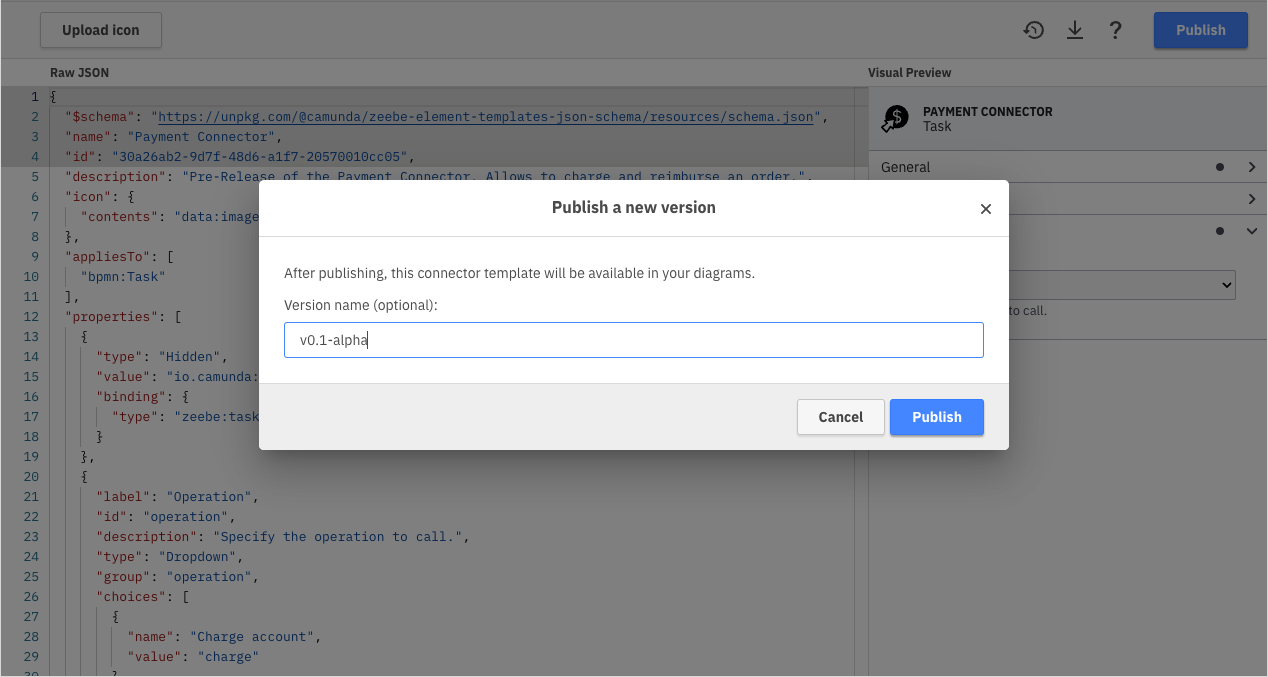 Upload icon
Publish
Raw JSON
Visual Preview
1 {
2 "$schema": "https://unpkg.com/@camunda/zeebe-element-templates-json-schema/resources/schema.json",
3 "name": "Payment Connector",
4 "id": "30a26ab2-9d7f-48d6-a1f7-20570010cc05",
5 "description": "Pre-Release of the Payment Connector. Allows to charge and reimburse an order.",
6 "icon": {
7 "contents": "data:image
8 },
9 "appliesTo": [
10 "bpmn:Task"
11 ],
12 "properties": [
13 {
14 "type": "Hidden",
15 "value": "io.camunda:
16 "binding": {
17 "type": "zeebe:task
18 }
19 },
20 {
21 "label": "Operation",
22 "id": "operation",
23 "description": "Specify the operation to call.",
24 "type": "Dropdown",
25 "group": "operation",
26 "choices": [
27 {
28 "name": "Charge account",
29 "value": "charge"
30
PAYMENT CONNECTOR
Task
General
to call.
Publish a new version
After publishing, this connector template will be available in your diagrams.
Version name (optional):
v0.1-alpha
Cancel
Publish